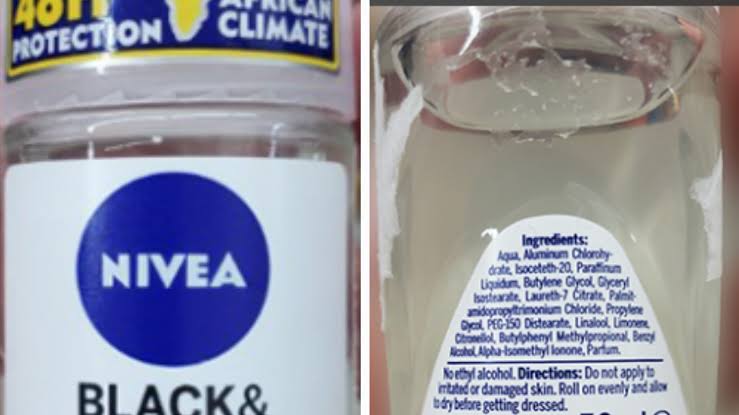 48H
PROTECTION
AFRICAN
CLIMATE
NIVEA
BLACK&
Ingredients:
Aqua, Aluminum Chlorohy-
drate, Isoceteth-20, Paraffinum
Liquidum, Butylene Glycol, Glyceryl
Isostearate, Laureth-7 Citrate, Palmit-
amidopropyltrimonium Chloride, Propylene
Glycol, PEG-150 Distearate, Linalool, Limonene,
Citronellol, Butylphenyl Methylpropional, Benzyl
Alcohol, Alpha-Isomethyl Ionone, Parfum.
No ethyl alcohol. Directions: Do not apply to
irritated or damaged skin. Roll on evenly and allow
to dry before getting dressed.